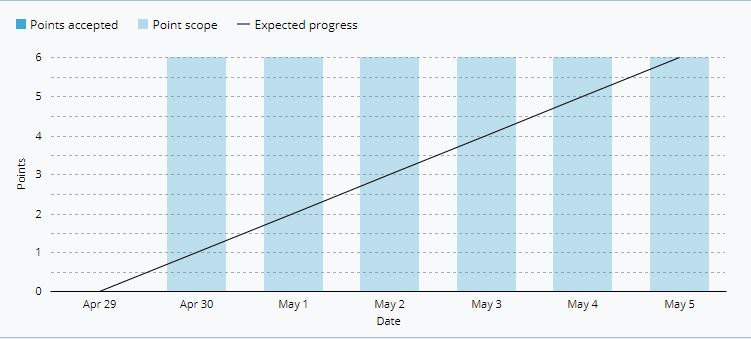 Points accepted Point scope Expected progress
6
5
4
3
2
1
0
Points
Apr 29 Apr 30 May 1 May 2 May 3 May 4 May 5
Date